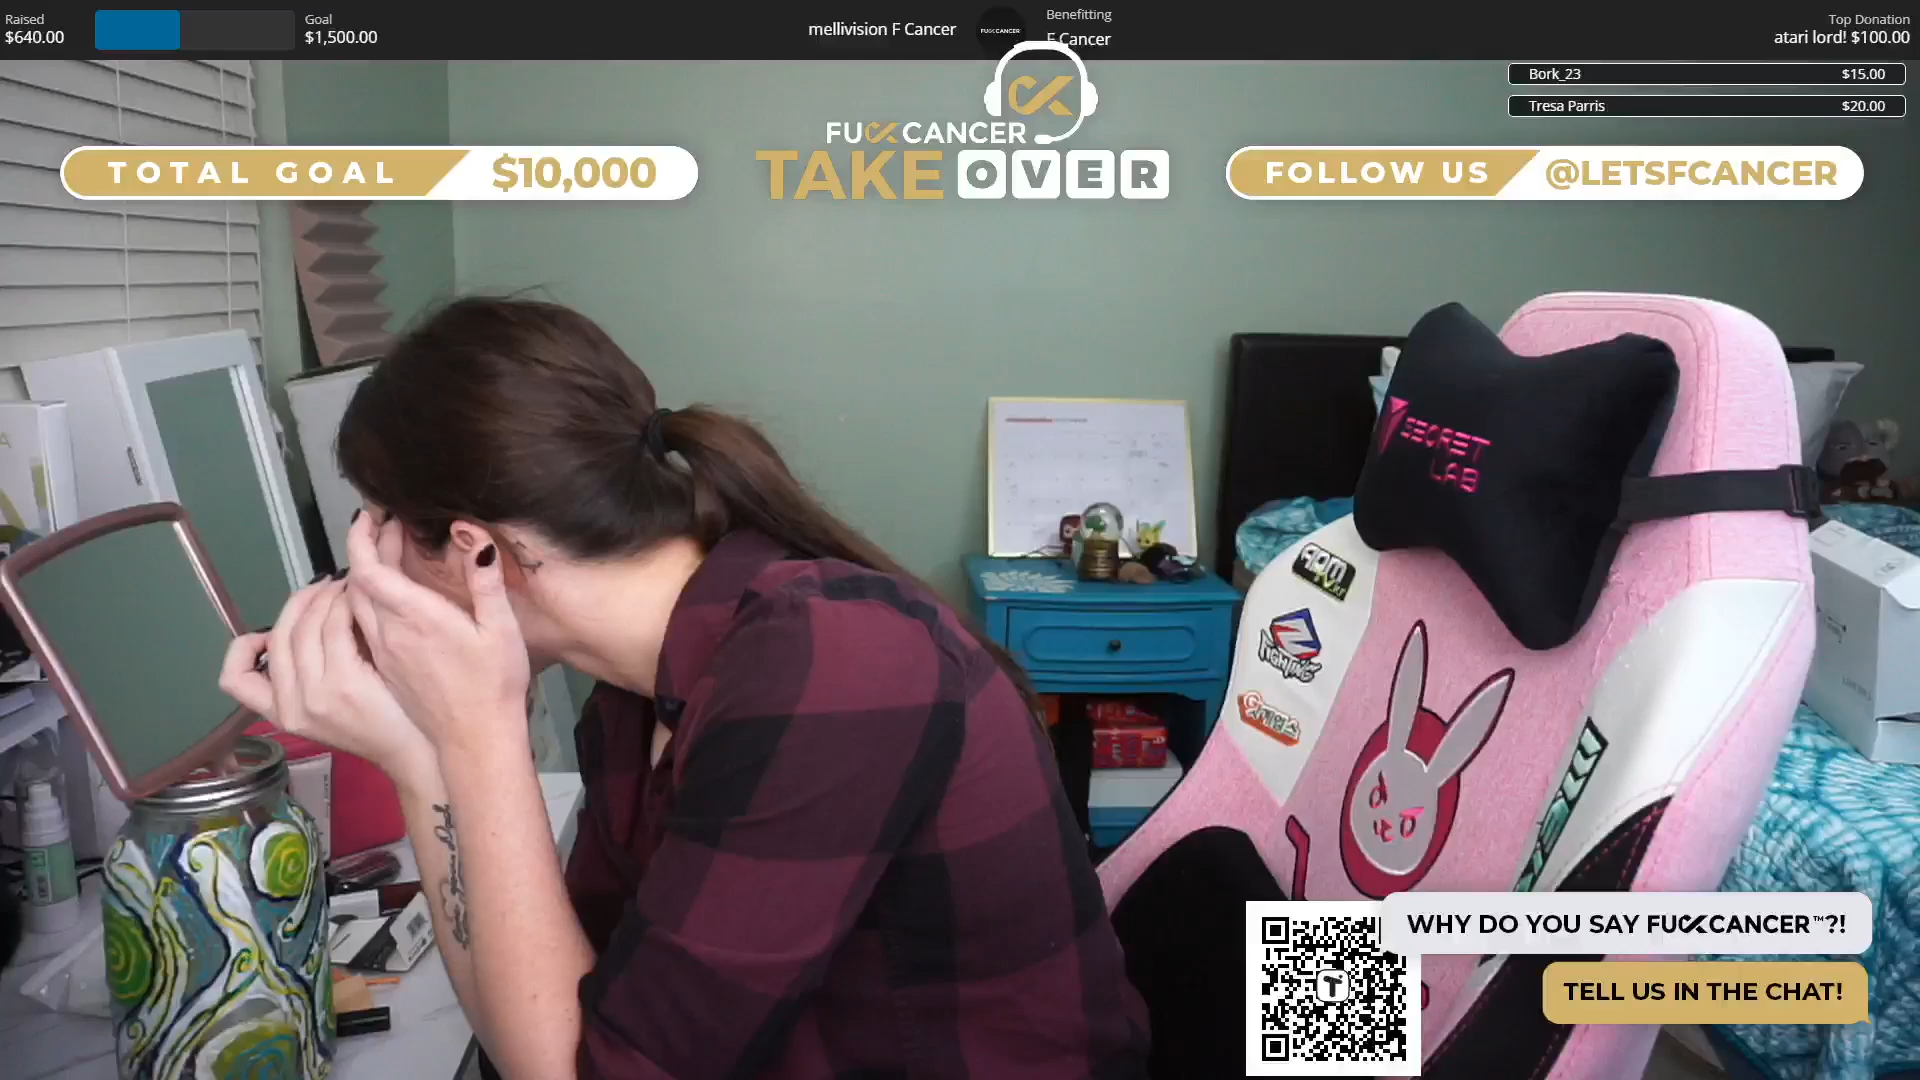 Raised
$640.00
Goal
$1,500.00
mellivision F Cancer
FUCKCANCER
Benefitting
F Cancer
Top Donation
atari lord! $100.00
Bork_23 $15.00
Tresa Parris $20.00
FUCKCANCER
TAKE OVER
TOTAL GOAL $10,000
FOLLOW US @LETSFCANCER
SECRET
LAB
FIGHTING
WHY DO YOU SAY FUCKCANCER™?!
TELL US IN THE CHAT!